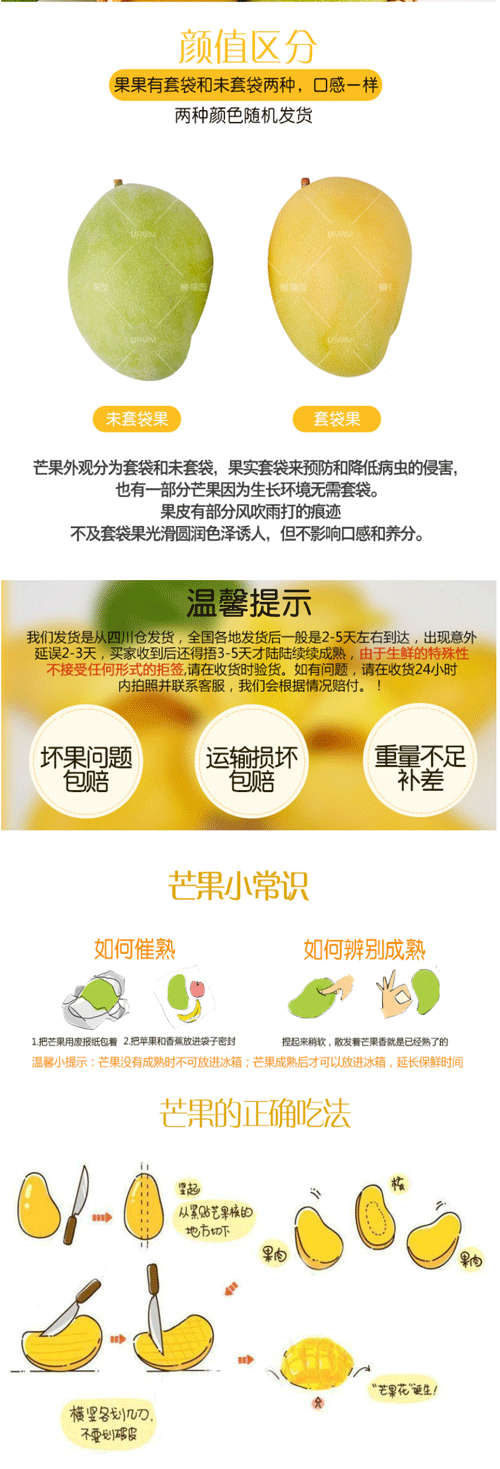 颜值区分
果果有套袋和未套袋两种，口感一样
两种颜色随机发货
UFARM
UFARM
UFARM
UFARM
未套袋果
套袋果
芒果外观分为套袋和未套袋，果实套袋来预防和降低病虫的侵害，
也有一部分芒果因为生长环境无需套袋。
果皮有部分风吹雨打的痕迹
不及套袋果光滑圆润色泽诱人，但不影响口感和养分。
温馨提示
我们发货是从四川仓发货，全国各地发货后一般是2-5天左右到达，出现意外
延误2-3天，买家收到后还得捂3-5天才陆陆续续成熟，由于生鲜的特殊性
不接受任何形式的拒签,请在收货时验货。如有问题，请在收货24小时
内拍照并联系客服，我们会根据情况赔付。！
坏果问题
包赔
运输损坏
包赔
重量不足
补差
芒果小常识
如何催熟
如何辨别成熟
1.把芒果用废报纸包着
2.把苹果和香蕉放进袋子密封
捏起来稍软，散发着芒果香就是已经熟了的
温馨小提示：芒果没有成熟时不可放进冰箱；芒果成熟后才可以放进冰箱，延长保鲜时间
芒果的正确吃法
竖起
从紧贴芒果核的
地方切下
核
果肉
果肉
横竖各划几刀,
不要划破皮
"芒果花"诞生!